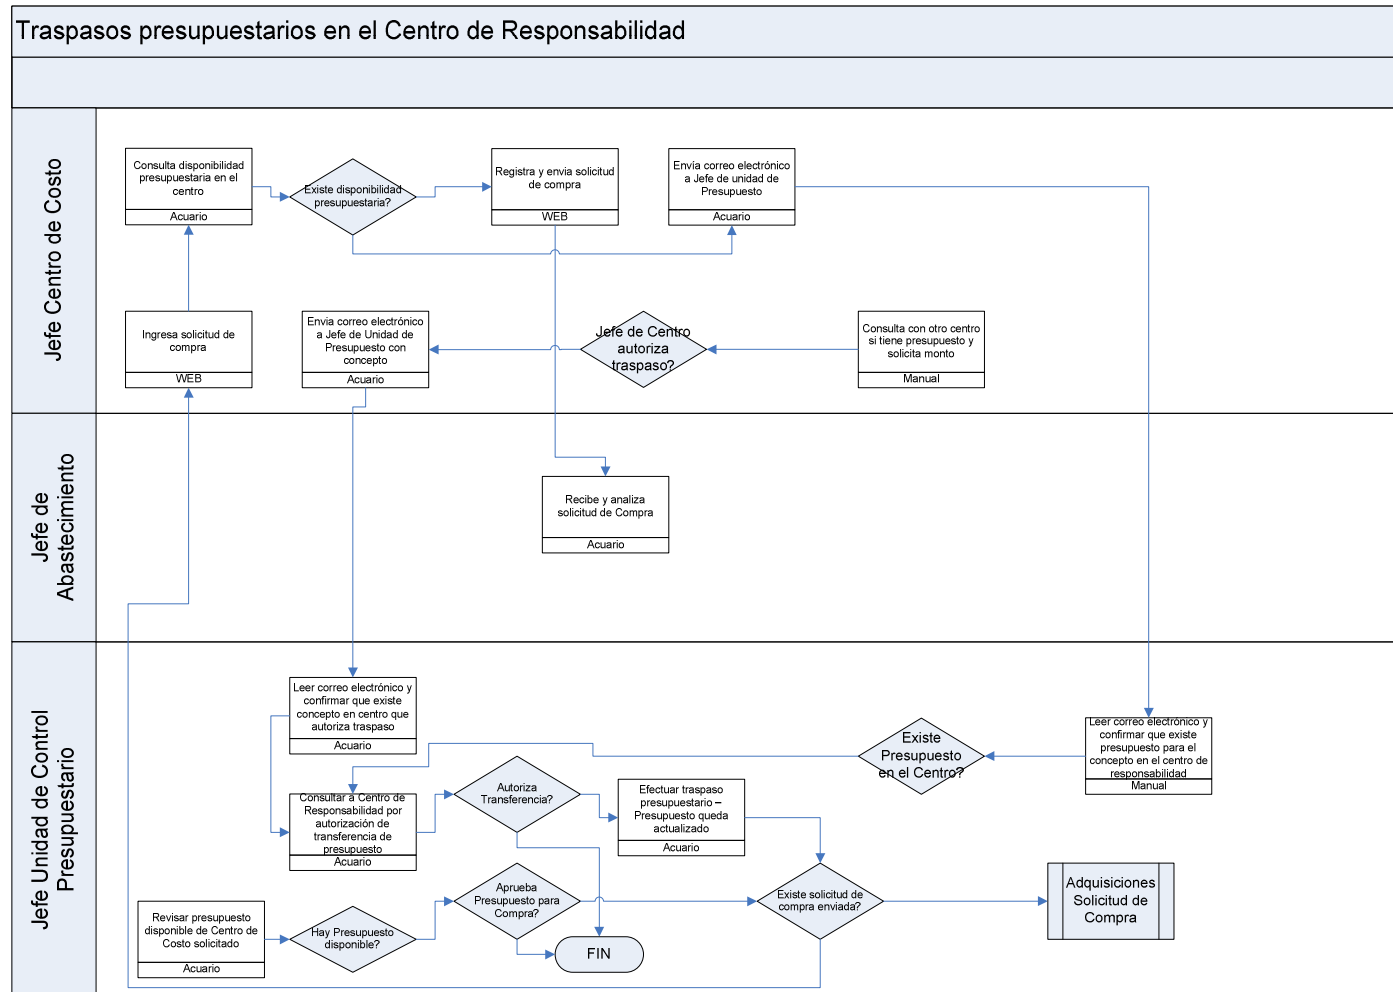 Traspasos presupuestarios en el Centro de Responsabilidad
Jefe Centro de Costo
Consulta disponibilidad
presupuestaria en el
centro
Acuario
Existe disponibilidad
presupuestaria?
Registra y envia solicitud
de compra
WEB
Envía correo electrónico
a Jefe de unidad de
Presupuesto
Acuario
Ingresa solicitud de
compra
WEB
Envia correo electrónico
a Jefe de Unidad de
Presupuesto con
concepto
Acuario
Jefe de Centro
autoriza
traspaso?
Consulta con otro centro
si tiene presupuesto y
solicita monto
Manual
Jefe de
Abastecimiento
Recibe y analiza
solicitud de Compra
Acuario
Jefe Unidad de Control
Presupuestario
Leer correo electrónico y
confirmar que existe
concepto en centro que
autoriza traspaso
Acuario
Existe
Presupuesto
en el Centro?
Leer correo electrónico y
confirmar que existe
presupuesto para el
concepto en el centro de
responsabilidad
Manual
Consultar a Centro de
Responsabilidad por
autorización de
transferencia de
presupuesto
Acuario
Autoriza
Transferencia?
Efectuar traspaso
presupuestario –
Presupuesto queda
actualizado
Acuario
Revisar presupuesto
disponible de Centro de
Costo solicitado
Acuario
Hay Presupuesto
disponible?
Aprueba
Presupuesto para
Compra?
FIN
Existe solicitud de
compra enviada?
Adquisiciones
Solicitud de
Compra